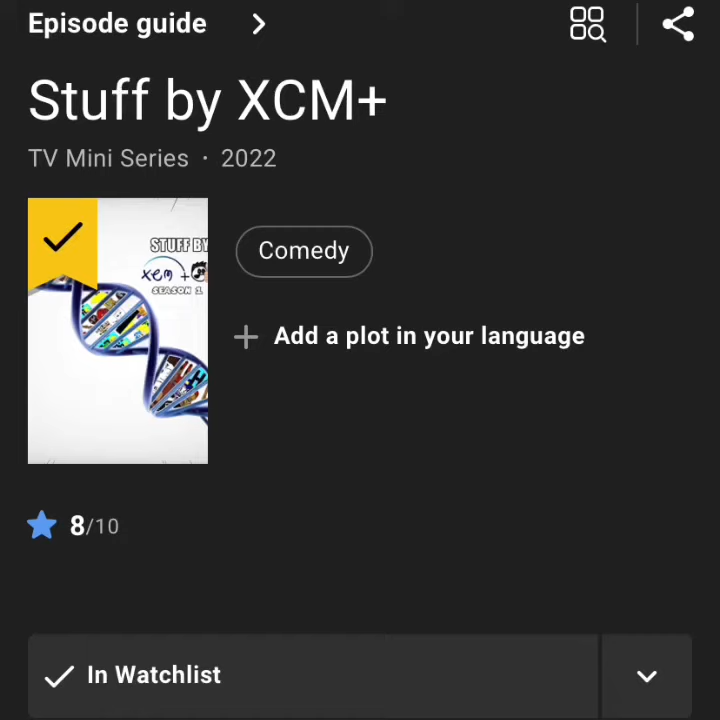 Episode guide
Stuff by XCM+
TV Mini Series · 2022
STUFF BY
xem +
SEASON 1
Comedy
Add a plot in your language
8/10
In Watchlist